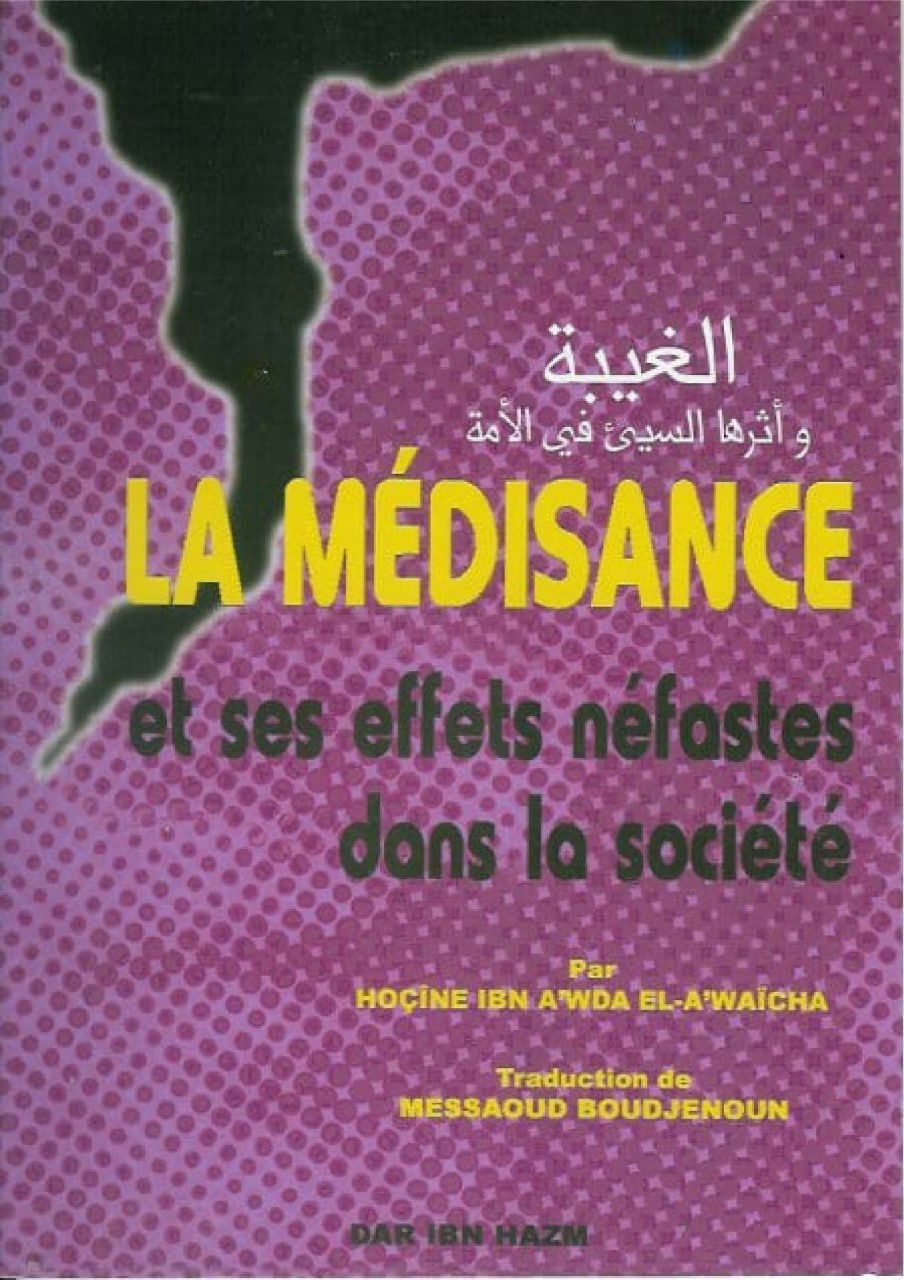 الغيبة
و أثرها السيئ في الأمة
LA MÉDISANCE
et ses effets néfastes
dans la société
Par
HOÇÎNE IBN A'WDA EL-A'WAÏCHA
Traduction de
MESSAOUD BOUDJENOUN
DAR IBN HAZM